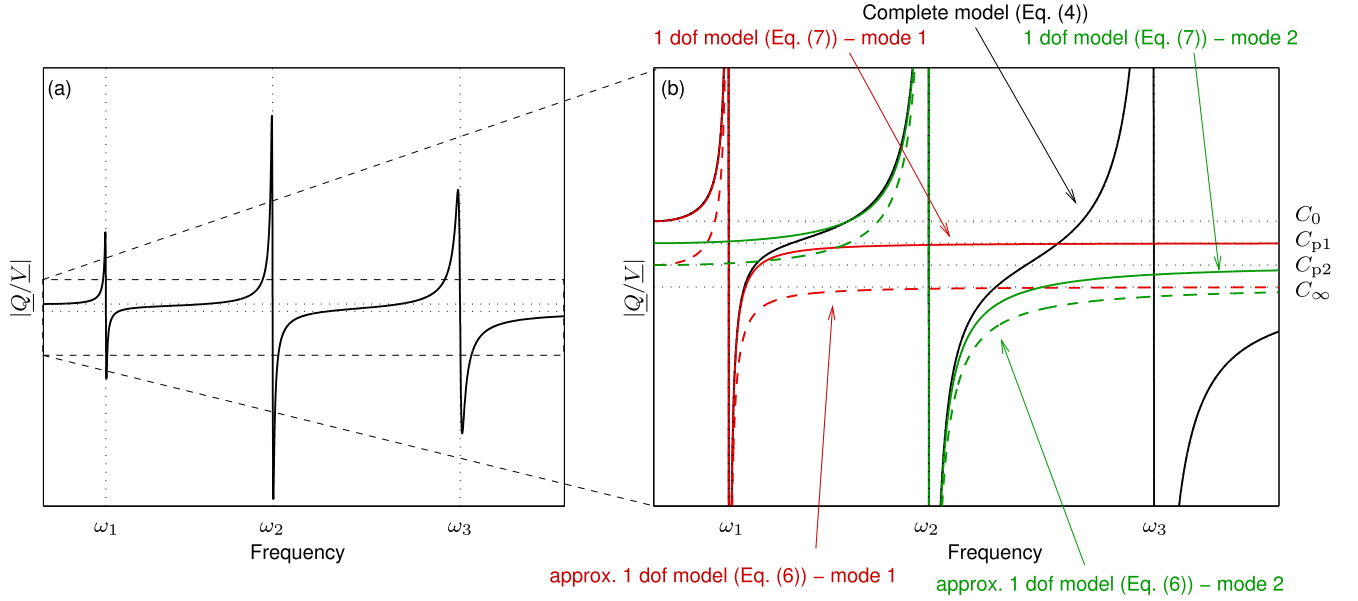 Complete model (Eq. (4))
1 dof model (Eq. (7)) – mode 1
1 dof model (Eq. (7)) – mode 2
(a)
(b)
|Q/V|
|Q/V|
C₀
Cp1
Cp2
C∞
ω₁
ω₂
ω₃
ω₁
ω₂
ω₃
Frequency
Frequency
approx. 1 dof model (Eq. (6)) – mode 1
approx. 1 dof model (Eq. (6)) – mode 2